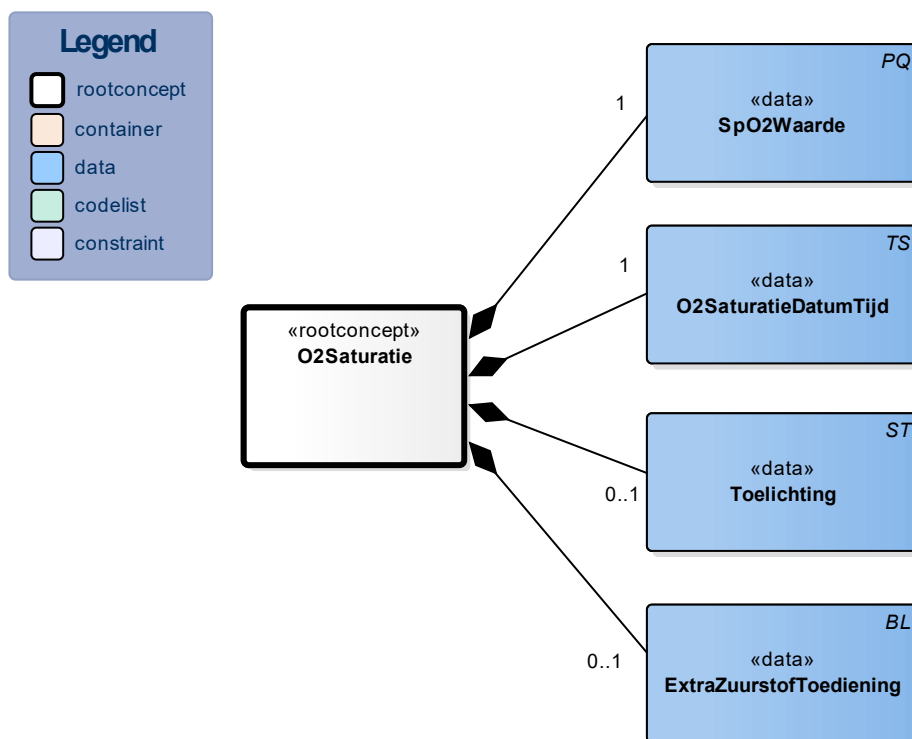 Legend
rootconcept
container
data
codelist
constraint
PQ
«data»
SpO2Waarde
1
TS
«data»
O2SaturatieDatumTijd
1
«rootconcept»
O2Saturatie
ST
«data»
Toelichting
0..1
BL
«data»
ExtraZuurstofToediening
0..1